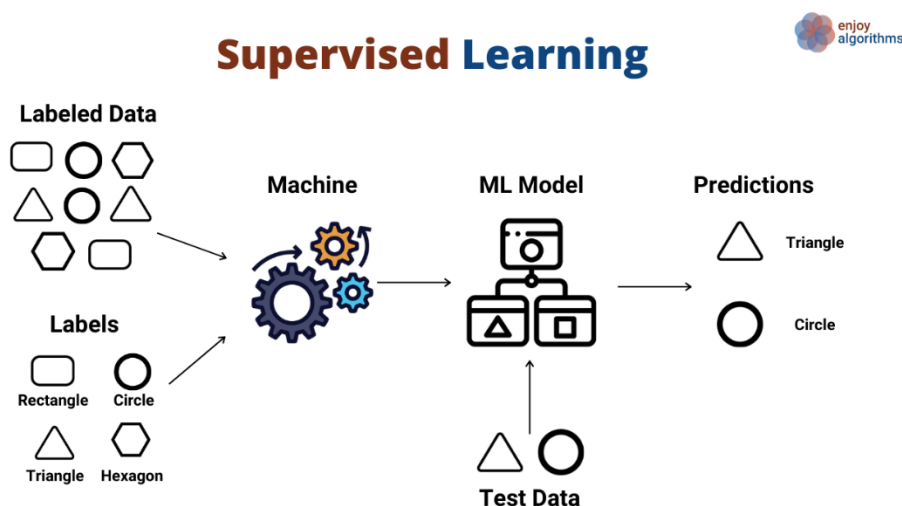 enjoy
algorithms
Supervised Learning
Labeled Data
Machine
ML Model
Predictions
Triangle
Circle
Labels
Rectangle
Circle
Triangle
Hexagon
Test Data